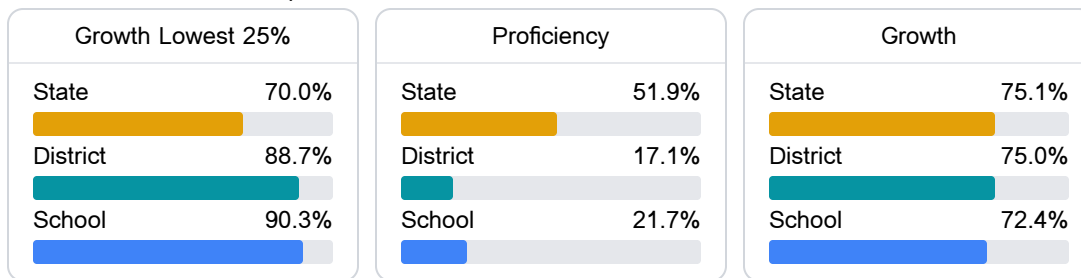 Growth Lowest 25%
State 70.0%
District 88.7%
School 90.3%
Proficiency
State 51.9%
District 17.1%
School 21.7%
Growth
State 75.1%
District 75.0%
School 72.4%